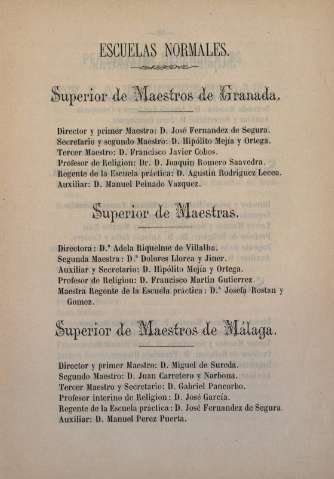 ESCUELAS NORMALES.
Superior de Maestros de Granada.
Director y primer Maestro: D. José Fernandez de Segura.
Secretario y segundo Maestro: D. Hipólito Mejía y Ortega.
Tercer Maestro: D. Francisco Javier Cobos.
Profesor de Religion: Dr. D. Joaquin Romero Saavedra.
Regente de la Escuela práctica: D. Agustin Rodriguez Lecea.
Auxiliar: D. Manuel Peinado Vazquez.
Superior de Maestras.
Directora: D.ª Adela Riquelme de Villalba.
Segunda Maestra: D.ª Dolores Llorca y Jiner.
Auxiliar y Secretario: D. Hipólito Mejía y Ortega.
Profesor de Religion: D. Francisco Martin Gutierrez.
Maestra Regente de la Escuela práctica: D.ª Josefa Rostan y
Gomez.
Superior de Maestros de Málaga.
Director y primer Maestro: D. Miguel de Sureda.
Segundo Maestro: D. Juan Carretero y Narbona.
Tercer Maestro y Secretario: D. Gabriel Pancorbo.
Profesor interino de Religion: D. José García.
Regente de la Escuela práctica: D. José Fernandez de Segura.
Auxiliar: D. Manuel Perez Puerta.